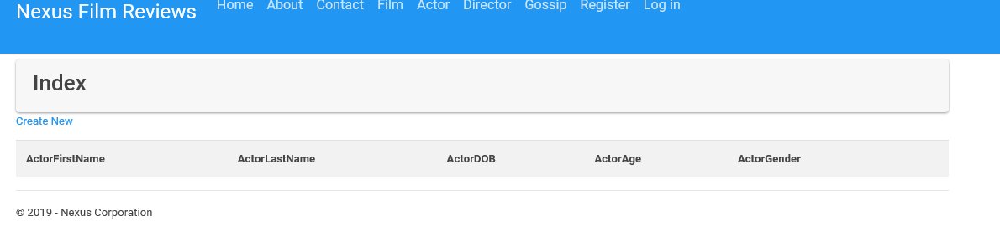 Nexus Film Reviews Home About Contact Film Actor Director Gossip Register Log in
Index
Create New
ActorFirstName ActorLastName ActorDOB ActorAge ActorGender
© 2019 - Nexus Corporation